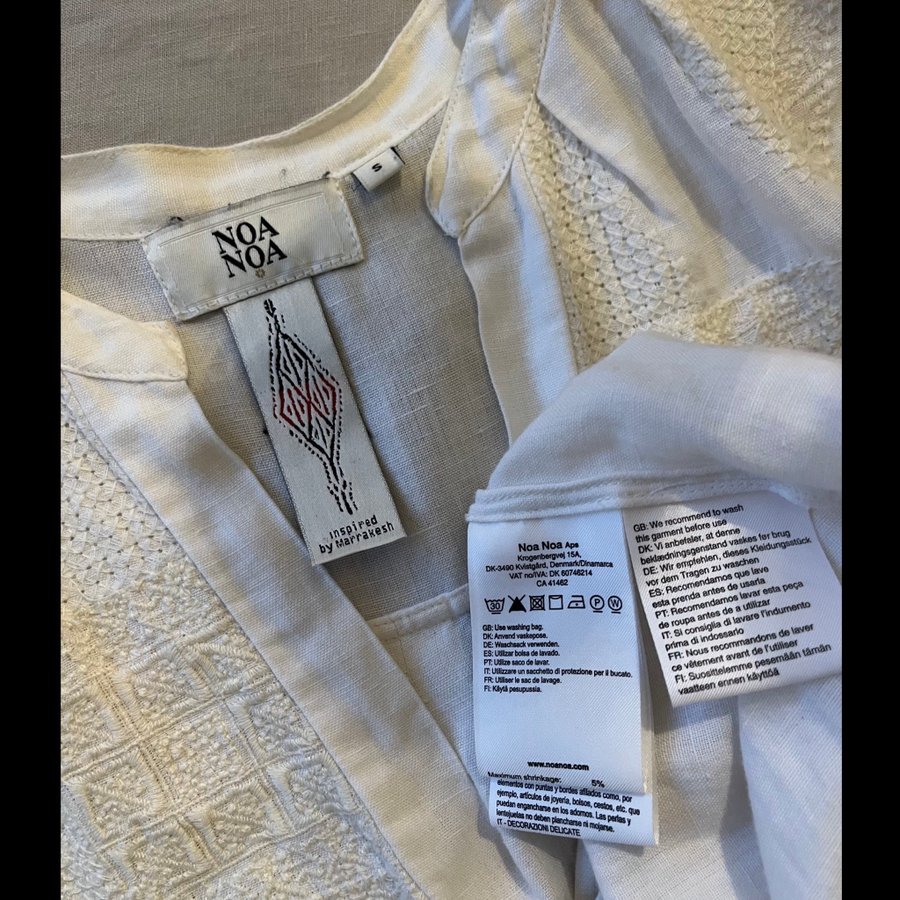 NOA
NOA
S
Inspired
by Marrakesh
Noa Noa Aps
Krogenbergvej 15A,
DK-3490 Kvistgård, Denmark/Dinamarca
VAT no/IVA: DK 60746214
CA 41462
30
P
W
GB: Use washing bag.
DK: Anvend vaskepose.
DE: Waschsack verwenden.
ES: Utilizar bolsa de lavado.
PT: Utilize saco de lavar.
IT: Utilizzare un sacchetto di protezione per il bucato.
FR: Utiliser le sac de lavage.
FI: Käytä pesupussia.
www.noanoa.com
Maximum shrinkage: 5%
elementos con puntas y bordes afilados como, por
ejemplo, artículos de joyería, bolsos, cestos, etc. que
puedan engancharse en los adornos. Las perlas y
lentejuelas no deben plancharse ni mojarse.
IT - DECORAZIONI DELICATE
GB: We recommend to wash
this garment before use
DK: Vi anbefaler, at denne
beklædningsgenstand vaskes før brug
DE: Wir empfehlen, dieses Kleidungsstück
vor dem Tragen zu waschen
ES: Recomendamos que lave
esta prenda antes de usarla
PT: Recomendamos lavar esta peça
de roupa antes de a utilizar
IT: Si consiglia di lavare l'indumento
prima di indossarlo
FR: Nous recommandons de laver
ce vêtement avant de l'utiliser
FI: Suosittelemme pesemään tämän
vaatteen ennen käyttöä